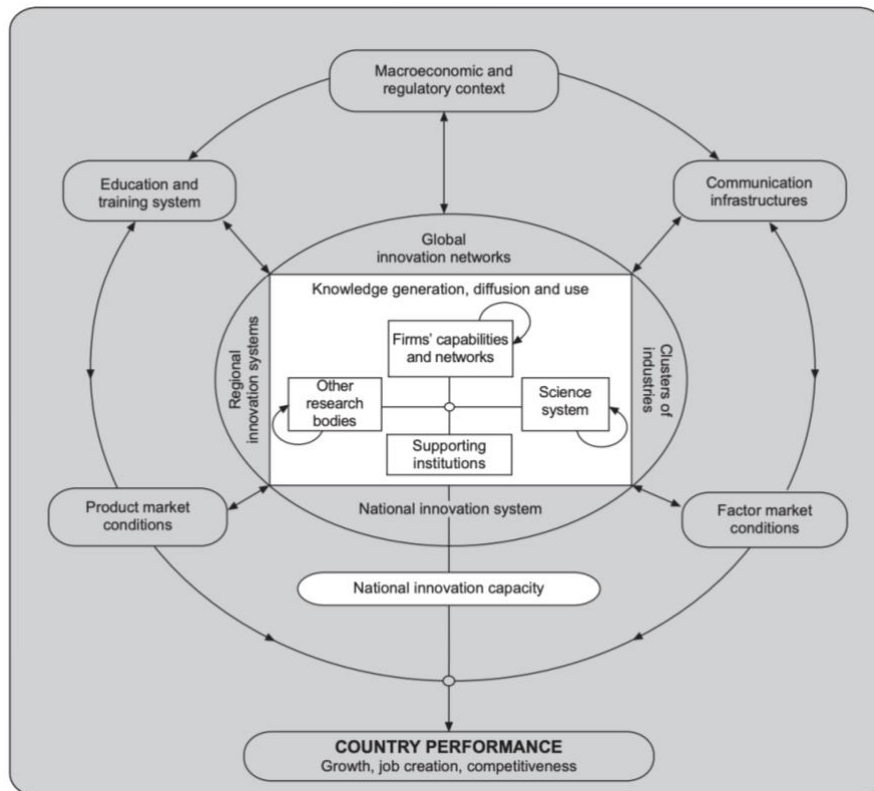 Macroeconomic and
regulatory context
Education and
training system
Communication
infrastructures
Global
innovation networks
Knowledge generation, diffusion and use
Firms' capabilities
and networks
Regional
innovation systems
Clusters of
industries
Other
research
bodies
Science
system
Supporting
institutions
Product market
conditions
National innovation system
Factor market
conditions
National innovation capacity
COUNTRY PERFORMANCE
Growth, job creation, competitiveness